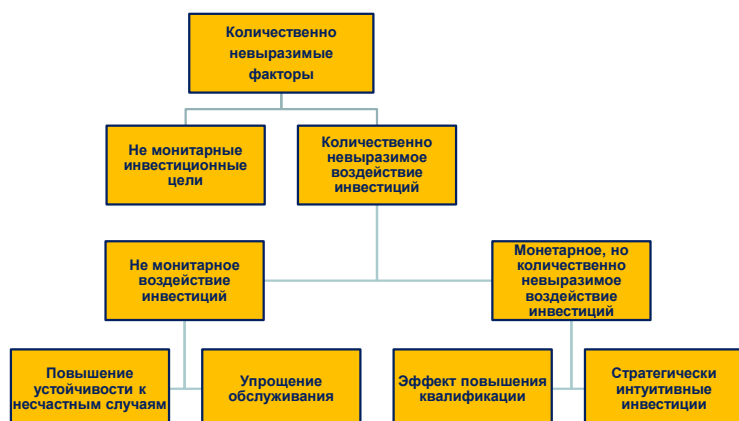 Количественно
невыразимые
факторы
Не монитарные
инвестиционные
цели
Количественно
невыразимое
воздействие
инвестиций
Не монитарное
воздействие
инвестиций
Монетарное, но
количественно
невыразимое
воздействие
инвестиций
Повышение
устойчивости к
несчастным случаям
Упрощение
обслуживания
Эффект повышения
квалификации
Стратегически
интуитивные
инвестиции